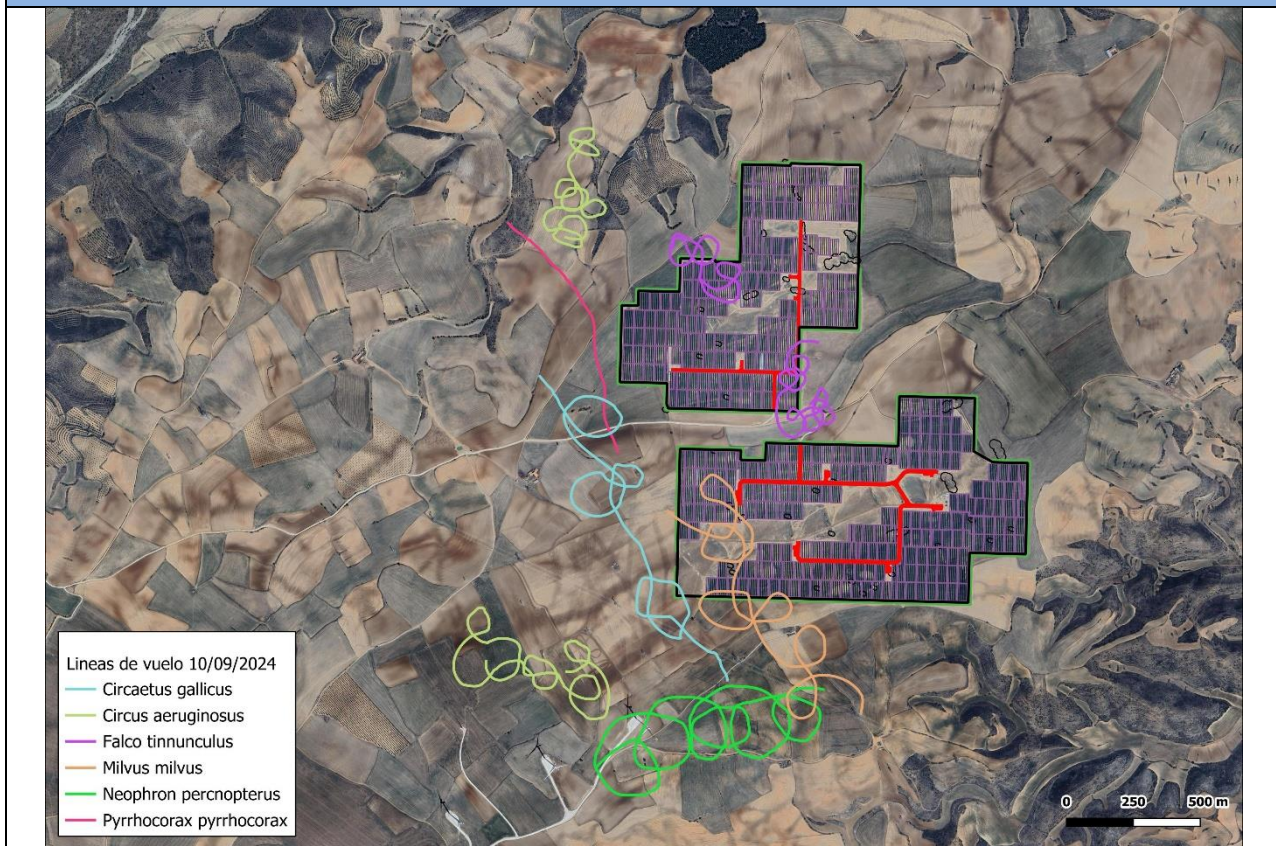 Lineas de vuelo 10/09/2024
Circaetus gallicus
Circus aeruginosus
Falco tinnunculus
Milvus milvus
Neophron percnopterus
Pyrrhocorax pyrrhocorax
0 250 500 m